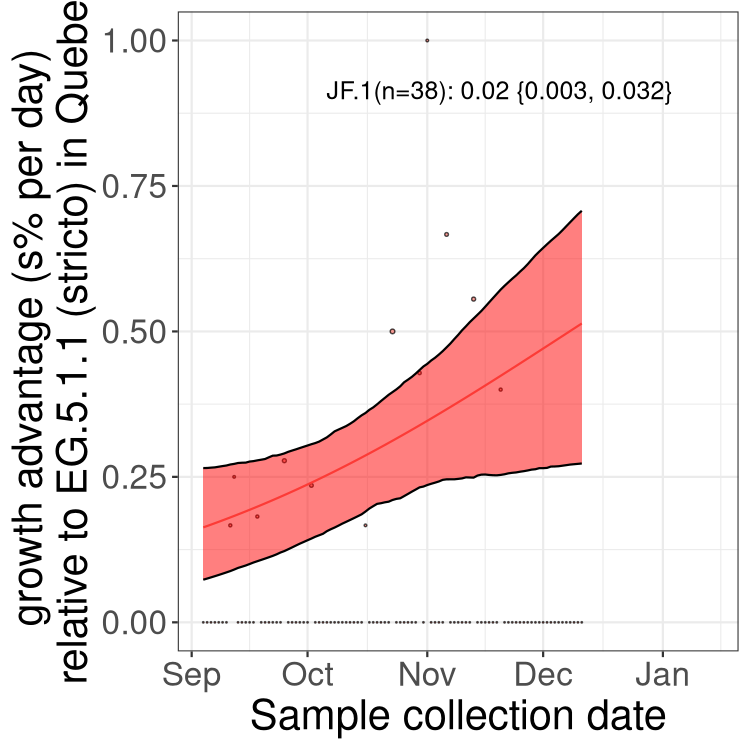 growth advantage (s% per day)
relative to EG.5.1.1 (stricto) in Quebe
1.00
0.75
0.50
0.25
0.00
JF.1(n=38): 0.02 {0.003, 0.032}
Sep Oct Nov Dec Jan
Sample collection date